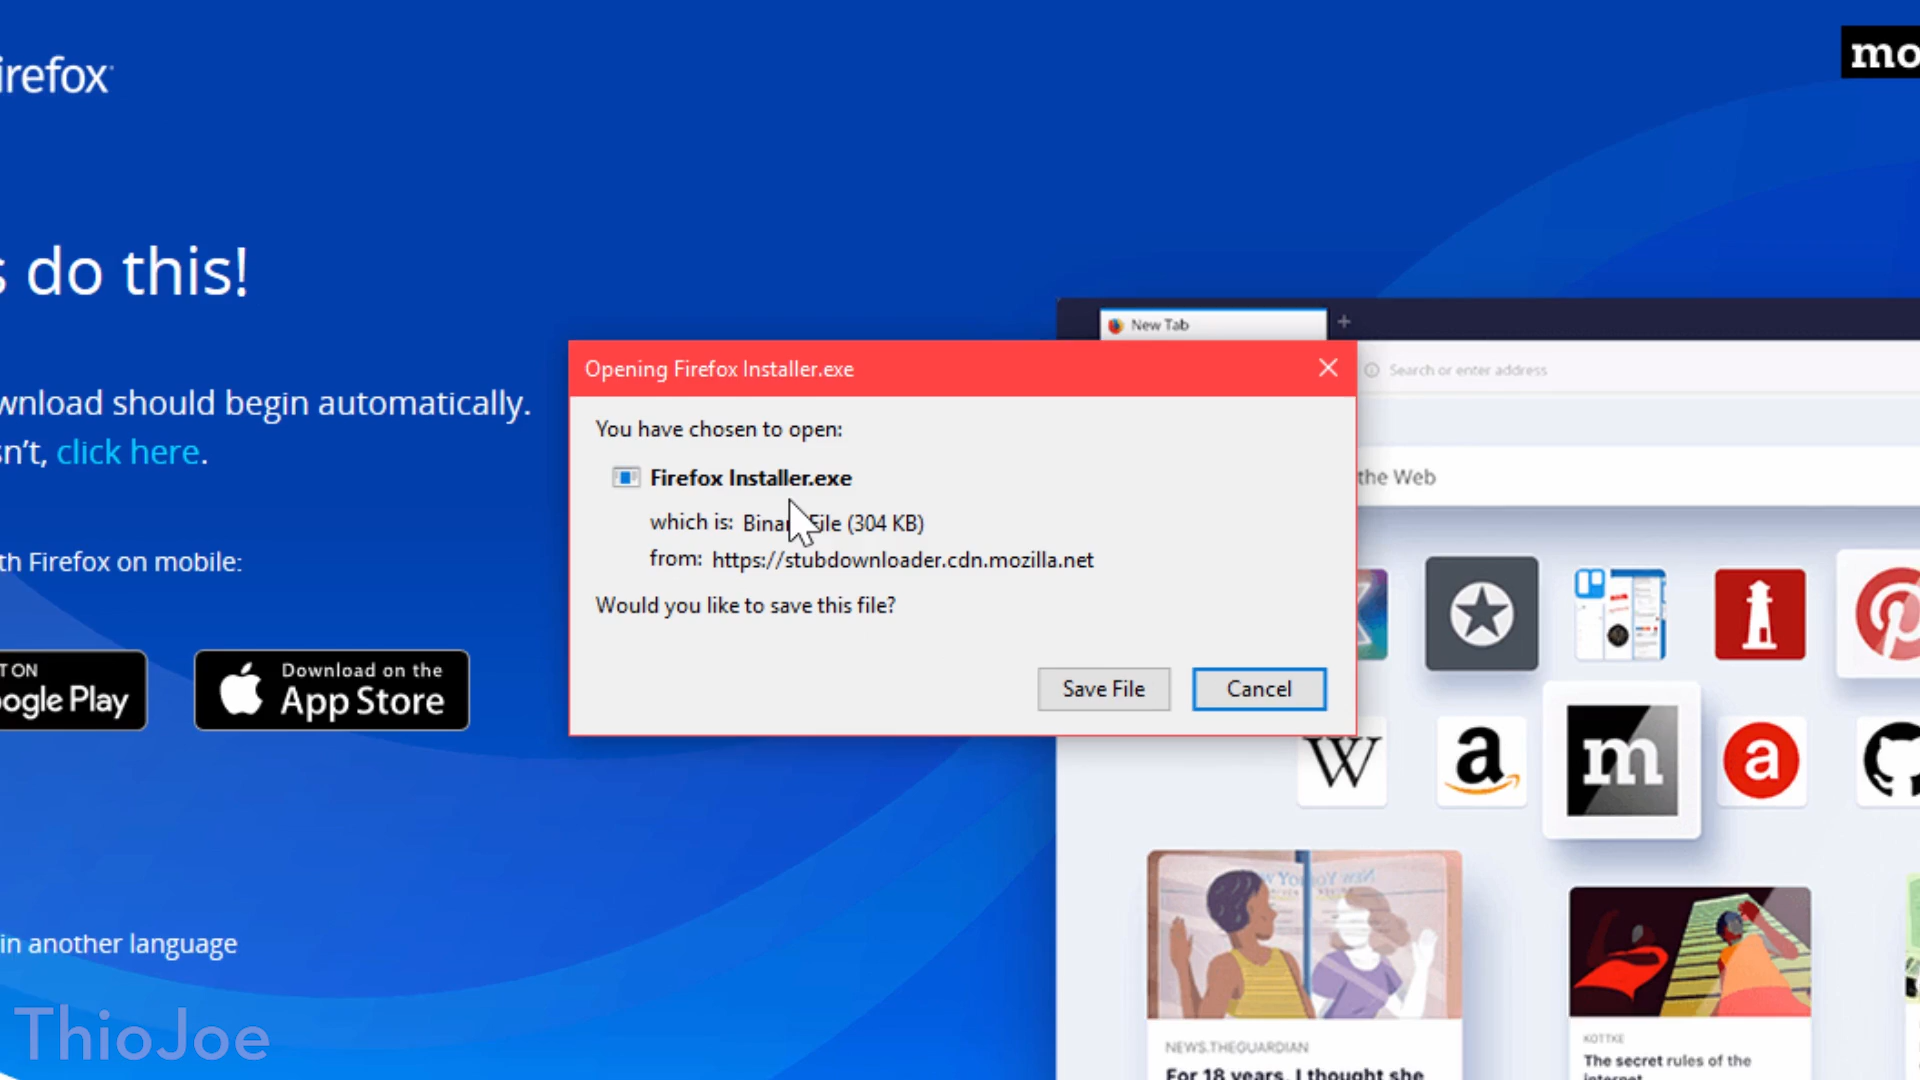 irefox
mo
s do this!
New Tab
Search or enter address
Opening Firefox Installer.exe
wnload should begin automatically.
sn't, click here.
You have chosen to open:
Firefox Installer.exe
which is: Binary File (304 KB)
from: https://stubdownloader.cdn.mozilla.net
Would you like to save this file?
Save File
Cancel
the Web
th Firefox on mobile:
T ON
ogle Play
Download on the
App Store
W
a
m
a
in another language
ThioJoe
NEWS.THEGUARDIAN
For 18 years, I thought she
KOTTKE
The secret rules of the
internet